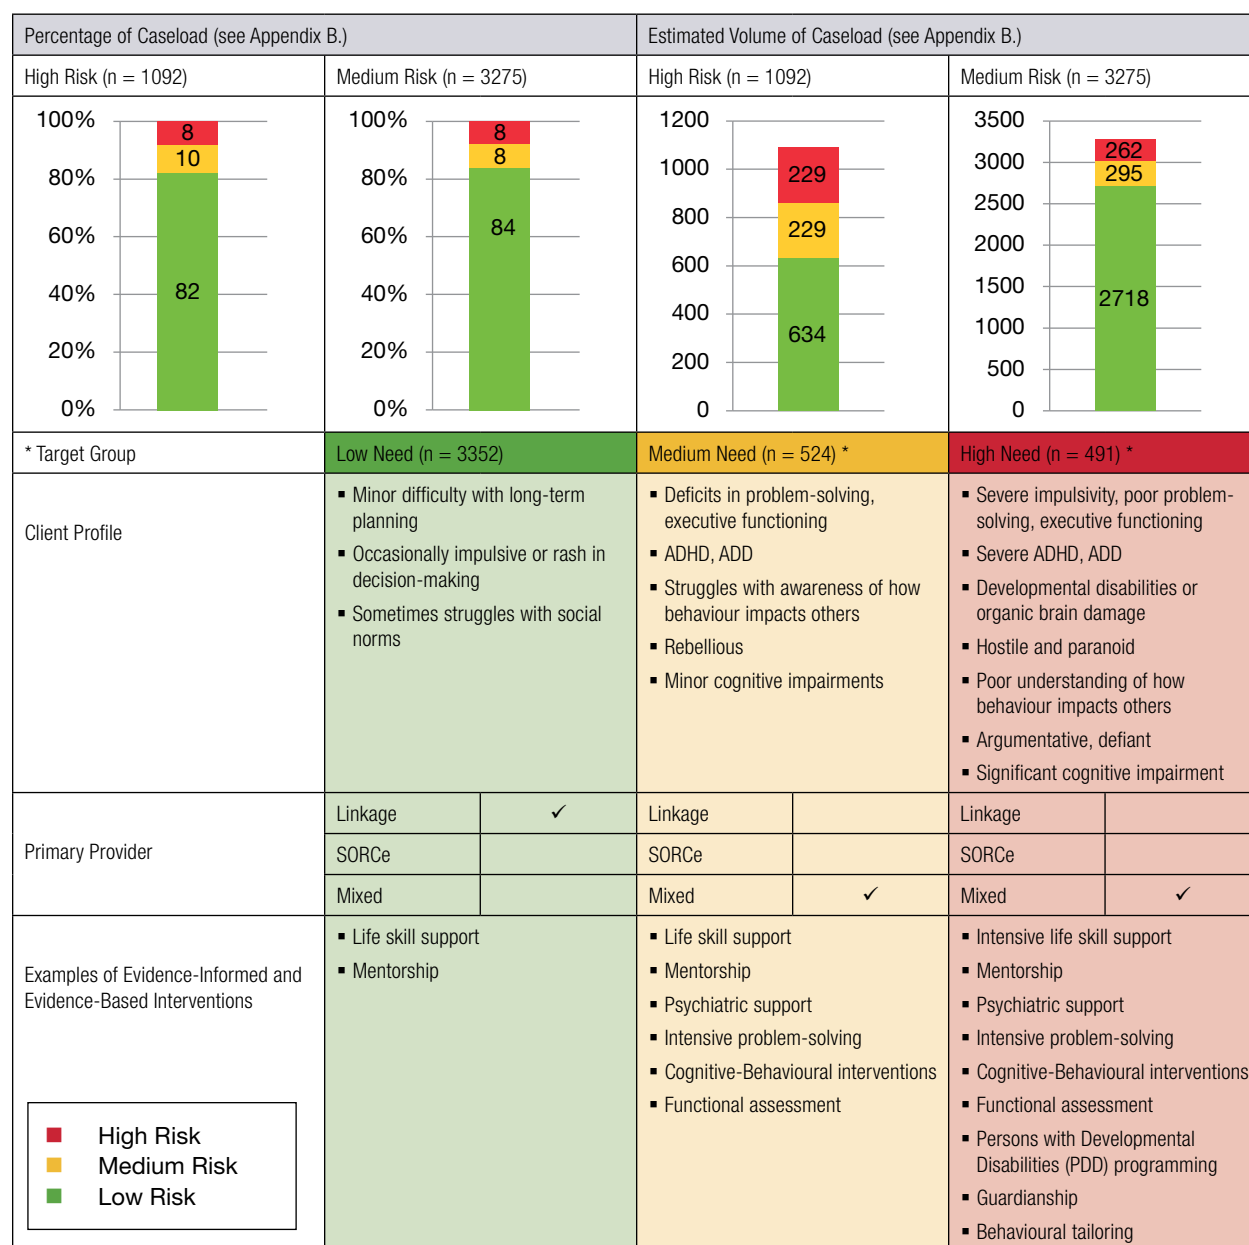 Percentage of Caseload (see Appendix B.)
Estimated Volume of Caseload (see Appendix B.)
High Risk (n = 1092)
Medium Risk (n = 3275)
High Risk (n = 1092)
Medium Risk (n = 3275)
100%
80%
60%
40%
20%
0%
8
10
82
100%
80%
60%
40%
20%
0%
8
8
84
1200
1000
800
600
400
200
0
229
229
634
3500
3000
2500
2000
1500
1000
500
0
262
295
2718
* Target Group
Low Need (n = 3352)
Medium Need (n = 524) *
High Need (n = 491) *
Client Profile
▪ Minor difficulty with long-term
planning
▪ Occasionally impulsive or rash in
decision-making
▪ Sometimes struggles with social
norms
▪ Deficits in problem-solving,
executive functioning
▪ ADHD, ADD
▪ Struggles with awareness of how
behaviour impacts others
▪ Rebellious
▪ Minor cognitive impairments
▪ Severe impulsivity, poor problem-
solving, executive functioning
▪ Severe ADHD, ADD
▪ Developmental disabilities or
organic brain damage
▪ Hostile and paranoid
▪ Poor understanding of how
behaviour impacts others
▪ Argumentative, defiant
▪ Significant cognitive impairment
Primary Provider
Linkage ✓
SORCe
Mixed
Linkage
SORCe
Mixed ✓
Linkage
SORCe
Mixed ✓
Examples of Evidence-Informed and
Evidence-Based Interventions
▪ Life skill support
▪ Mentorship
▪ Life skill support
▪ Mentorship
▪ Psychiatric support
▪ Intensive problem-solving
▪ Cognitive-Behavioural interventions
▪ Functional assessment
▪ Intensive life skill support
▪ Mentorship
▪ Psychiatric support
▪ Intensive problem-solving
▪ Cognitive-Behavioural interventions
▪ Functional assessment
▪ Persons with Developmental
Disabilities (PDD) programming
▪ Guardianship
▪ Behavioural tailoring
High Risk
Medium Risk
Low Risk